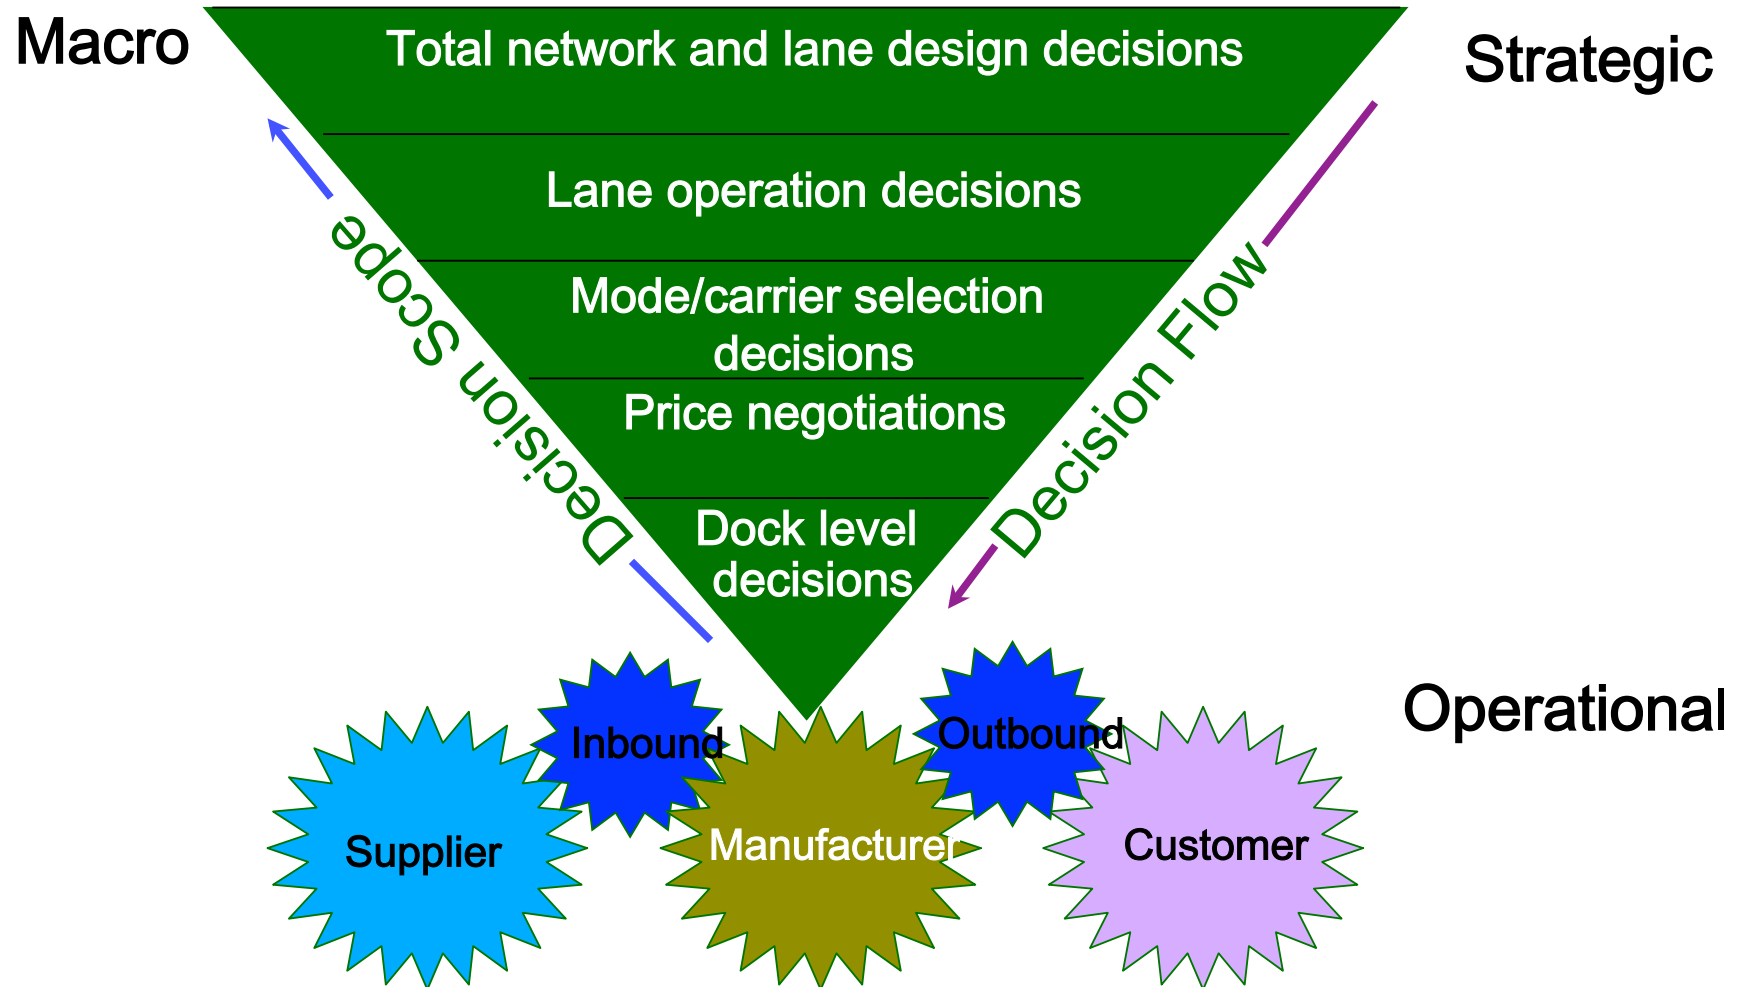 Macro
Strategic
Total network and lane design decisions
Lane operation decisions
Mode/carrier selection
decisions
Price negotiations
Dock level
decisions
Decision Scope
Decision Flow
Operational
Inbound
Outbound
Supplier
Manufacturer
Customer